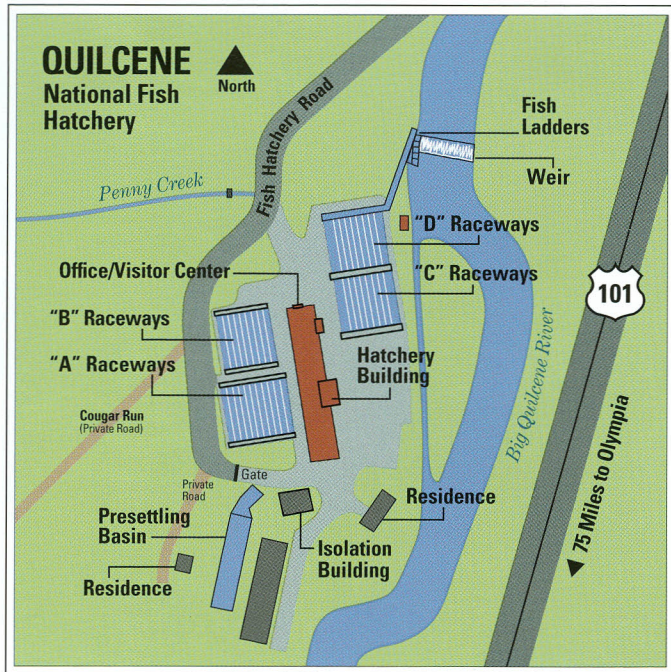 QUILCENE
National Fish
Hatchery
North
Fish Hatchery Road
Penny Creek
Fish
Ladders
Weir
"D" Raceways
"C" Raceways
Office/Visitor Center
"B" Raceways
"A" Raceways
Hatchery
Building
101
Big Quilcene River
Cougar Run
(Private Road)
Private
Road
Gate
Presettling
Basin
Residence
Isolation
Building
Residence
75 Miles to Olympia